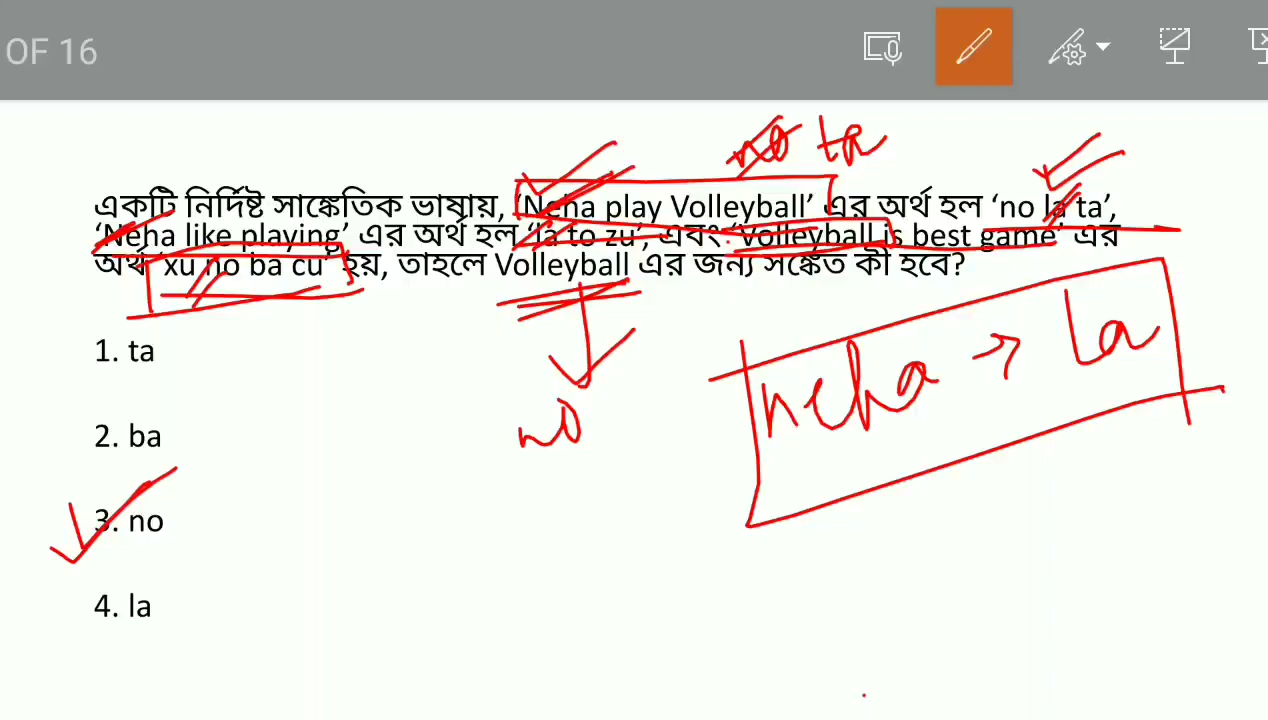 OF 16
no ta
একটি নির্দিষ্ট সাঙ্কেতিক ভাষায়, ‘Neha play Volleyball’ এর অর্থ হল ‘no la ta’,
‘Neha like playing’ এর অর্থ হল ‘la to zu’, এবং ‘Volleyball is best game’ এর
অর্থ ‘xu no ba cu’ হয়, তাহলে Volleyball এর জন্য সঙ্কেত কী হবে?
neha → la
1. ta
2. ba
no
3. no
4. la